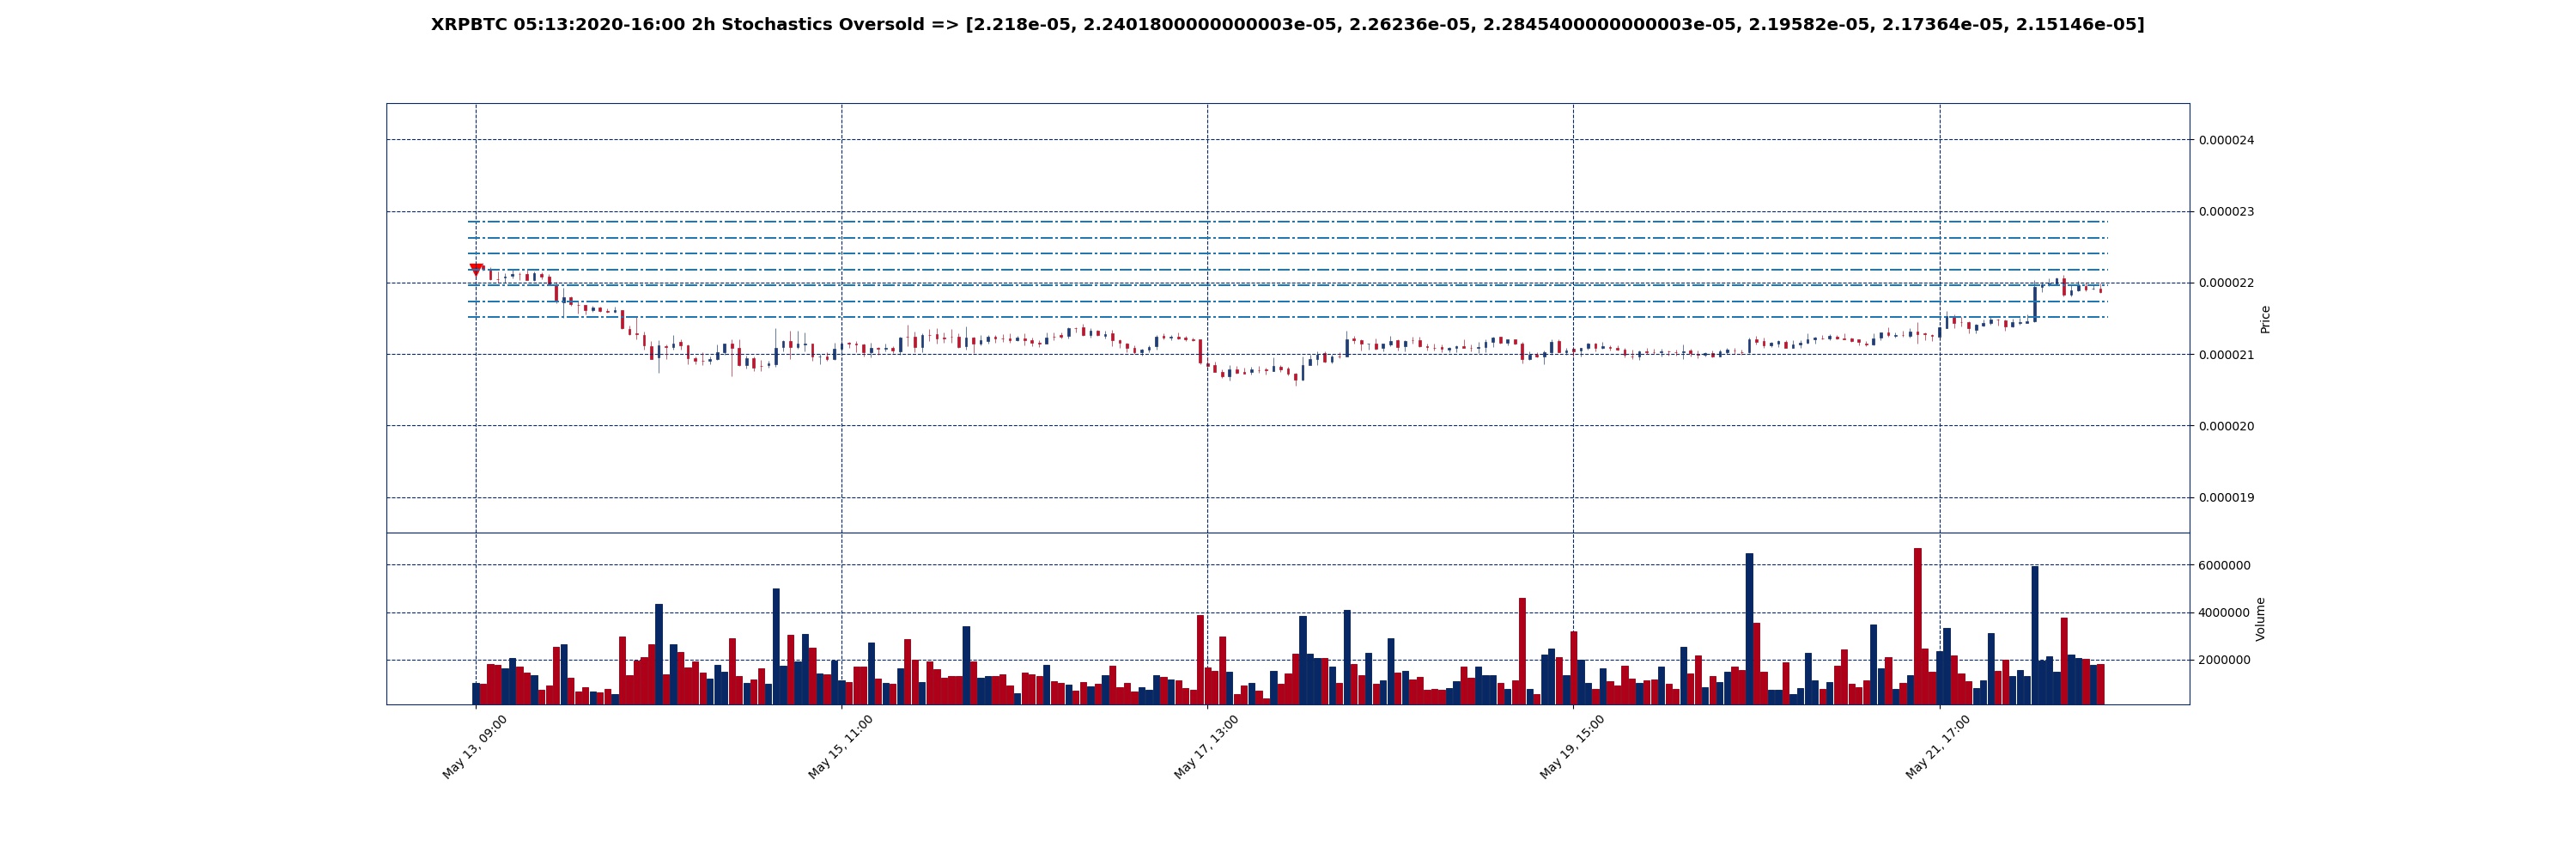 XRPBTC 05:13:2020-16:00 2h Stochastics Oversold => [2.218e-05, 2.2401800000000003e-05, 2.26236e-05, 2.2845400000000003e-05, 2.19582e-05, 2.17364e-05, 2.15146e-05]
0.000024
0.000023
0.000022
Price
0.000021
0.000020
0.000019
6000000
4000000
Volume
2000000
May 13, 09:00
May 15, 11:00
May 17, 13:00
May 19, 15:00
May 21, 17:00